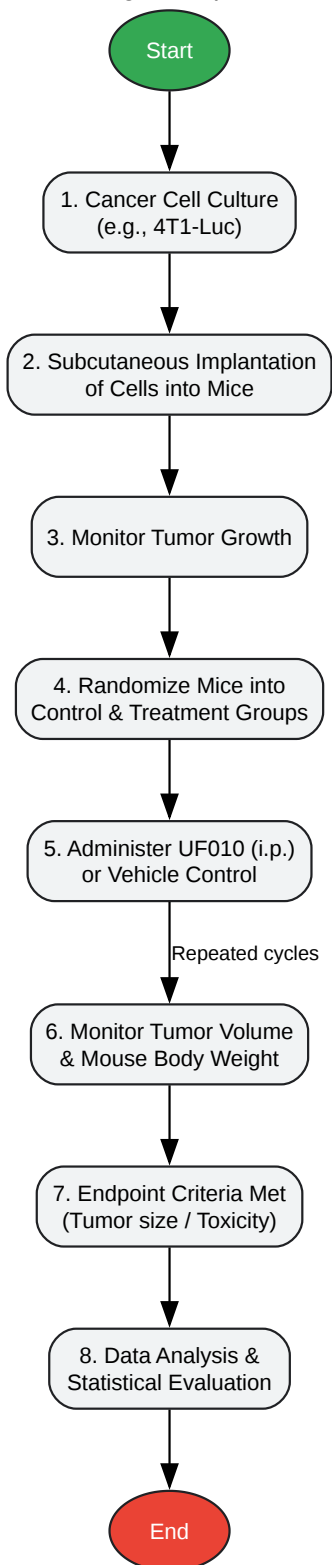 Start
1. Cancer Cell Culture
(e.g., 4T1-Luc)
2. Subcutaneous Implantation
of Cells into Mice
3. Monitor Tumor Growth
4. Randomize Mice into
Control & Treatment Groups
5. Administer UF010 (i.p.)
or Vehicle Control
Repeated cycles
6. Monitor Tumor Volume
& Mouse Body Weight
7. Endpoint Criteria Met
(Tumor size / Toxicity)
8. Data Analysis &
Statistical Evaluation
End